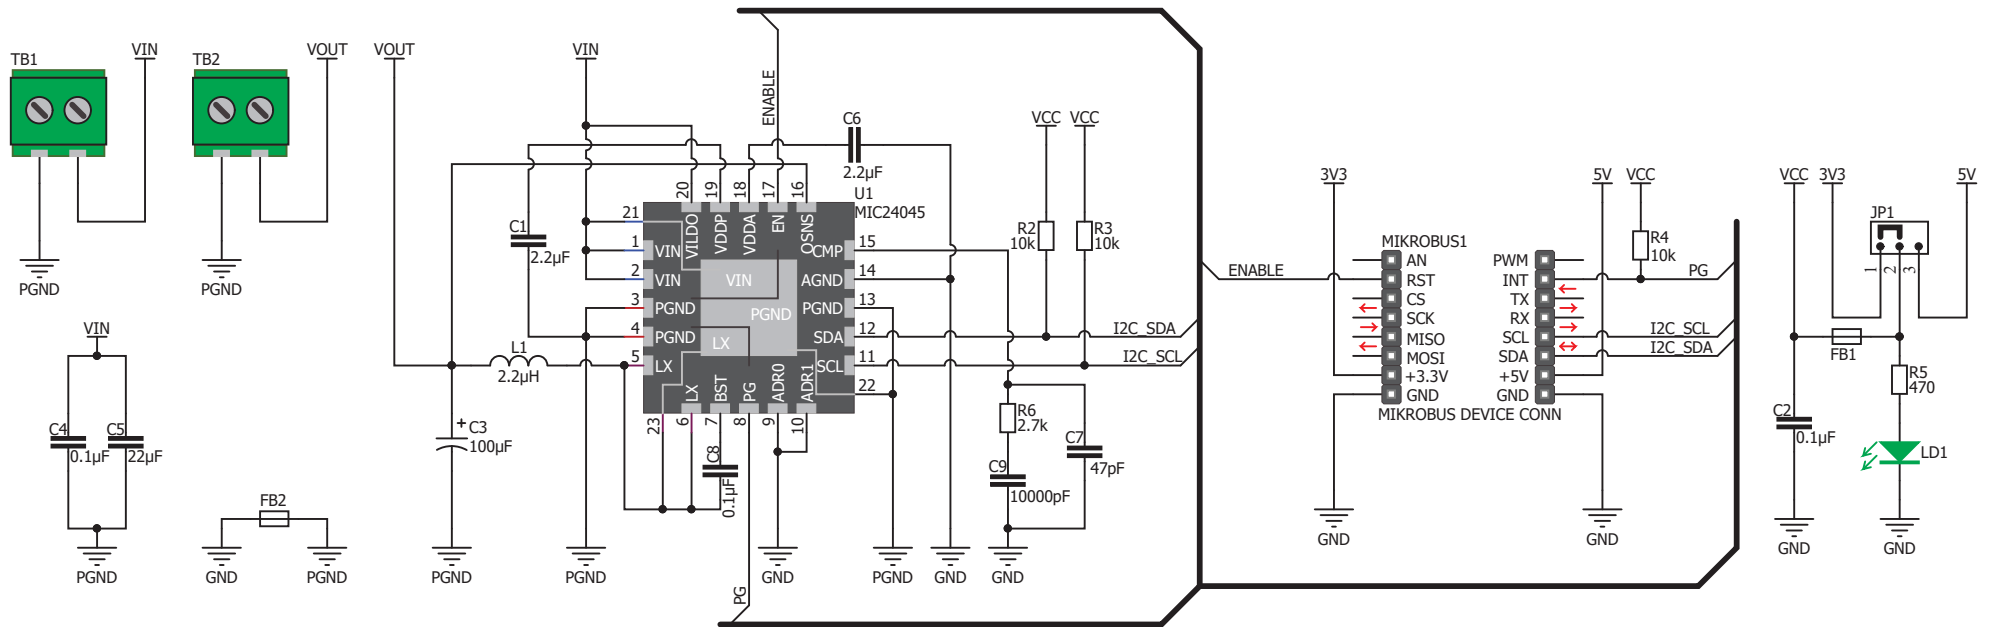 TB1
VIN
PGND
TB2
VOUT
PGND
VIN
C4
0.1µF
C5
22µF
PGND
FB2
GND
PGND
VOUT
L1
2.2µH
C3
+
100µF
PGND
VIN
C1
2.2µF
PGND
ENABLE
C6
2.2µF
U1
MIC24045
20
19
18
17
16
VILDO
VDDP
VDDA
EN
OSNS
21
1
VIN
2
VIN
3
PGND
4
PGND
5
LX
VIN
PGND
LX
CMP
15
AGND
14
PGND
13
SDA
12
SCL
11
22
LX
BST
PG
ADR0
ADR1
23
6
7
8
9
10
C8
0.1µF
PG
GND
PGND
GND
GND
VCC
VCC
R2
10k
R3
10k
I2C_SDA
I2C_SCL
R6
2.7k
C7
47pF
C9
10000pF
ENABLE
3V3
5V
VCC
R4
10k
MIKROBUS1
AN
RST
CS
SCK
MISO
MOSI
+3.3V
GND
PWM
INT
TX
RX
SCL
SDA
+5V
GND
MIKROBUS DEVICE CONN
PG
I2C_SCL
I2C_SDA
GND
GND
VCC
3V3
5V
JP1
1
2
3
FB1
R5
470
C2
0.1µF
LD1
GND
GND